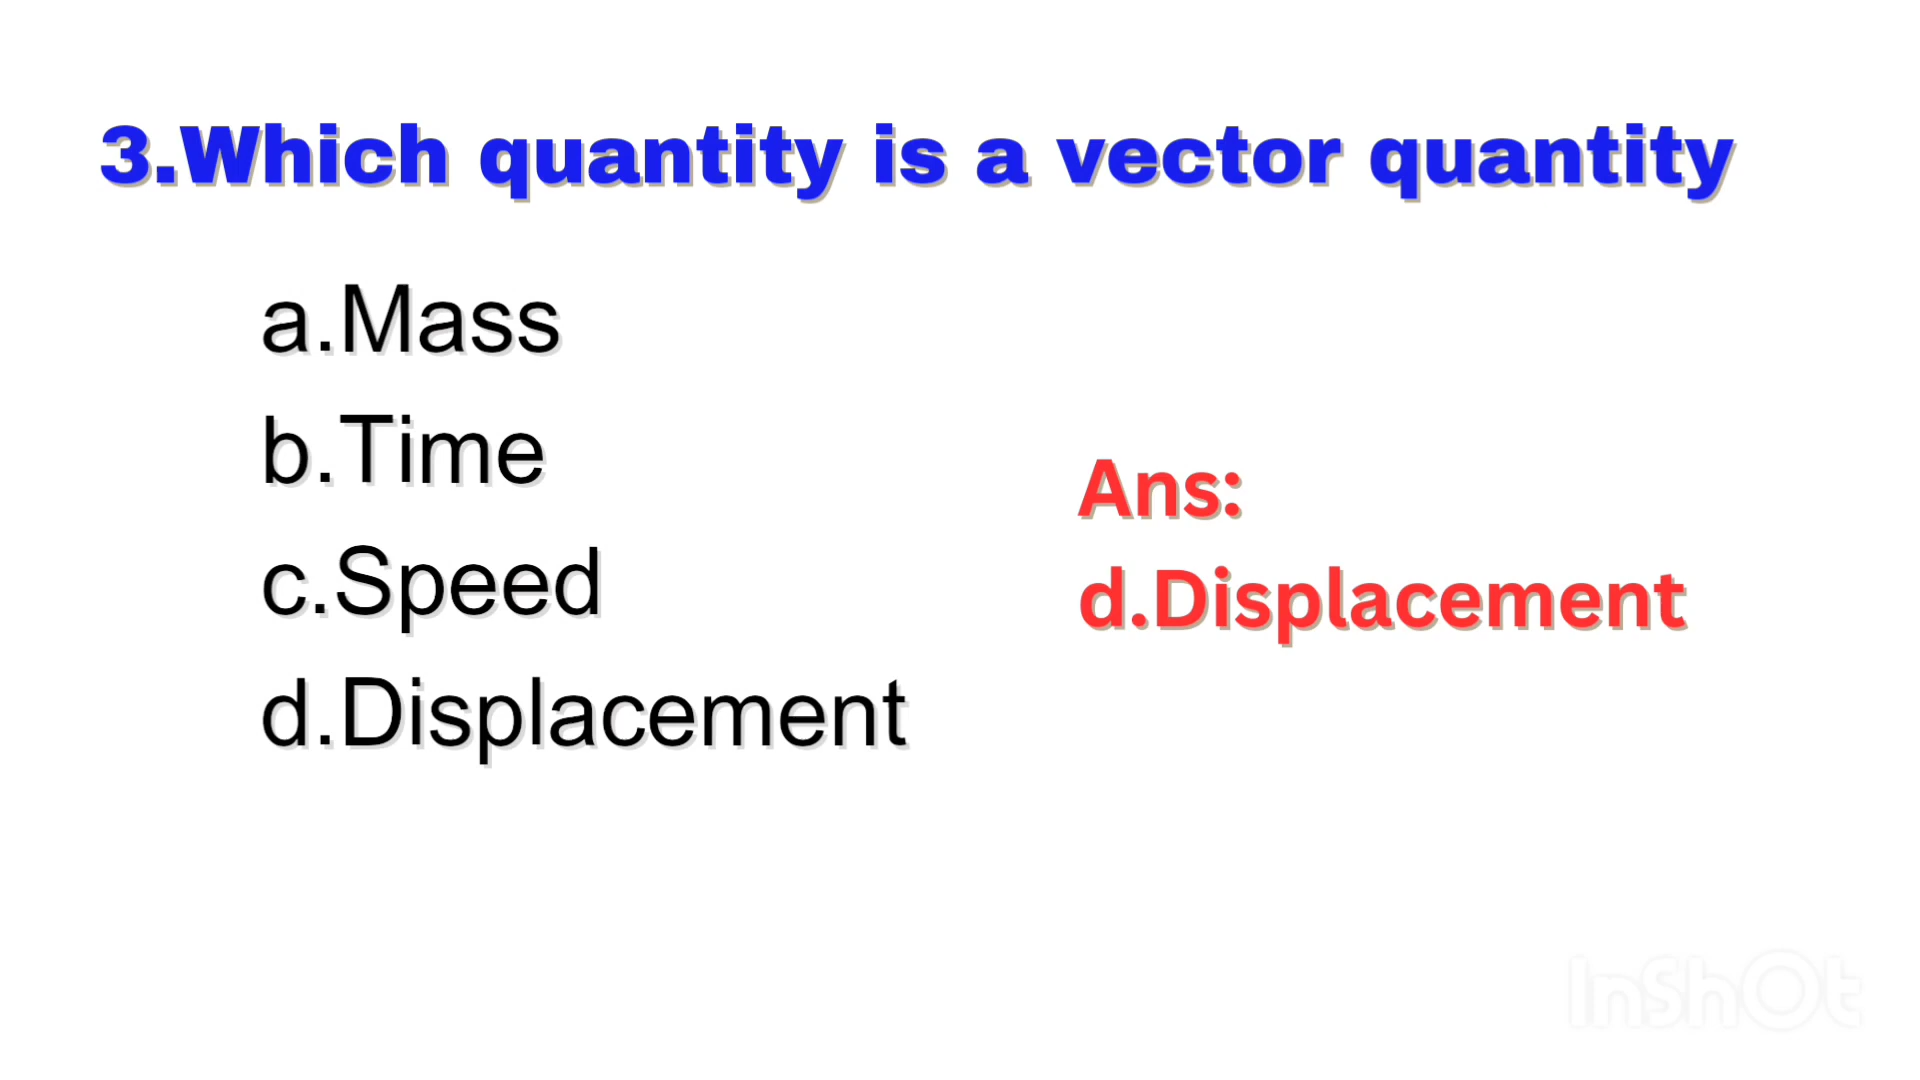 3.Which quantity is a vector quantity
a.Mass
b.Time
c.Speed
d.Displacement
Ans:
d.Displacement
InShOt